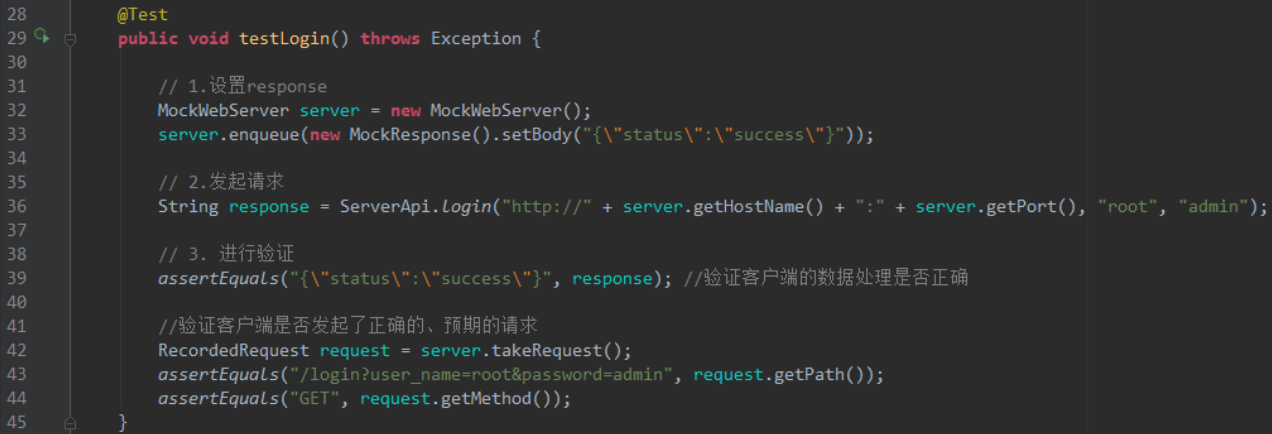 28 @Test
29 public void testLogin() throws Exception {
30
31 // 1.设置response
32 MockWebServer server = new MockWebServer();
33 server.enqueue(new MockResponse().setBody("{\"status\":\"success\"}"));
34
35 // 2.发起请求
36 String response = ServerApi.login("http://" + server.getHostName() + ":" + server.getPort(), "root", "admin");
37
38 // 3. 进行验证
39 assertEquals("{\"status\":\"success\"}", response); //验证客户端的数据处理是否正确
40
41 //验证客户端是否发起了正确的、预期的请求
42 RecordedRequest request = server.takeRequest();
43 assertEquals("/login?user_name=root&password=admin", request.getPath());
44 assertEquals("GET", request.getMethod());
45 }